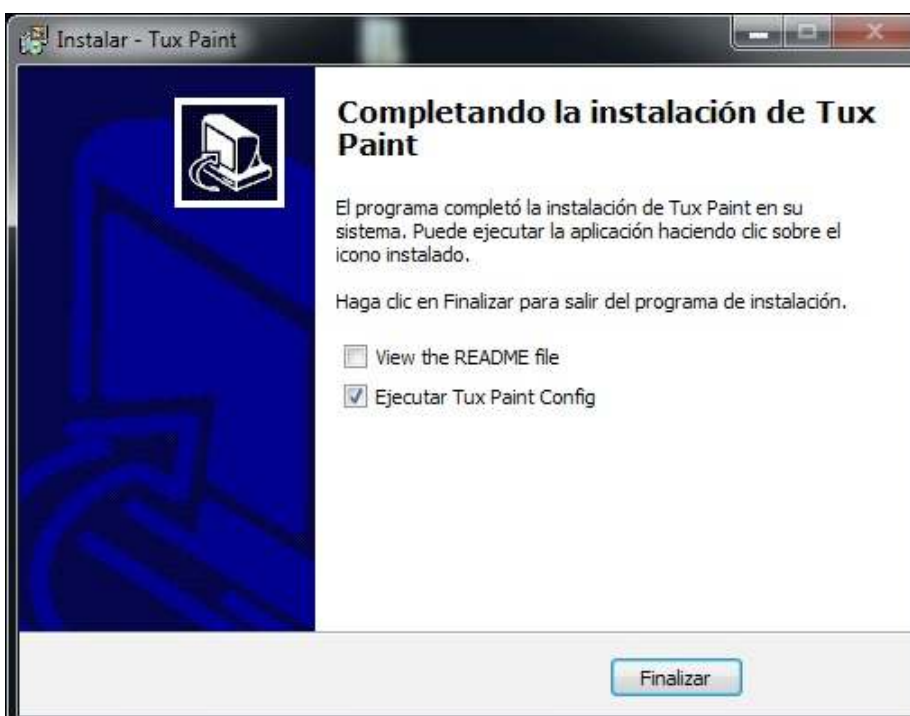 Instalar - Tux Paint
Completando la instalación de Tux
Paint
El programa completó la instalación de Tux Paint en su
sistema. Puede ejecutar la aplicación haciendo clic sobre el
icono instalado.
Haga clic en Finalizar para salir del programa de instalación.
View the README file
Ejecutar Tux Paint Config
Finalizar